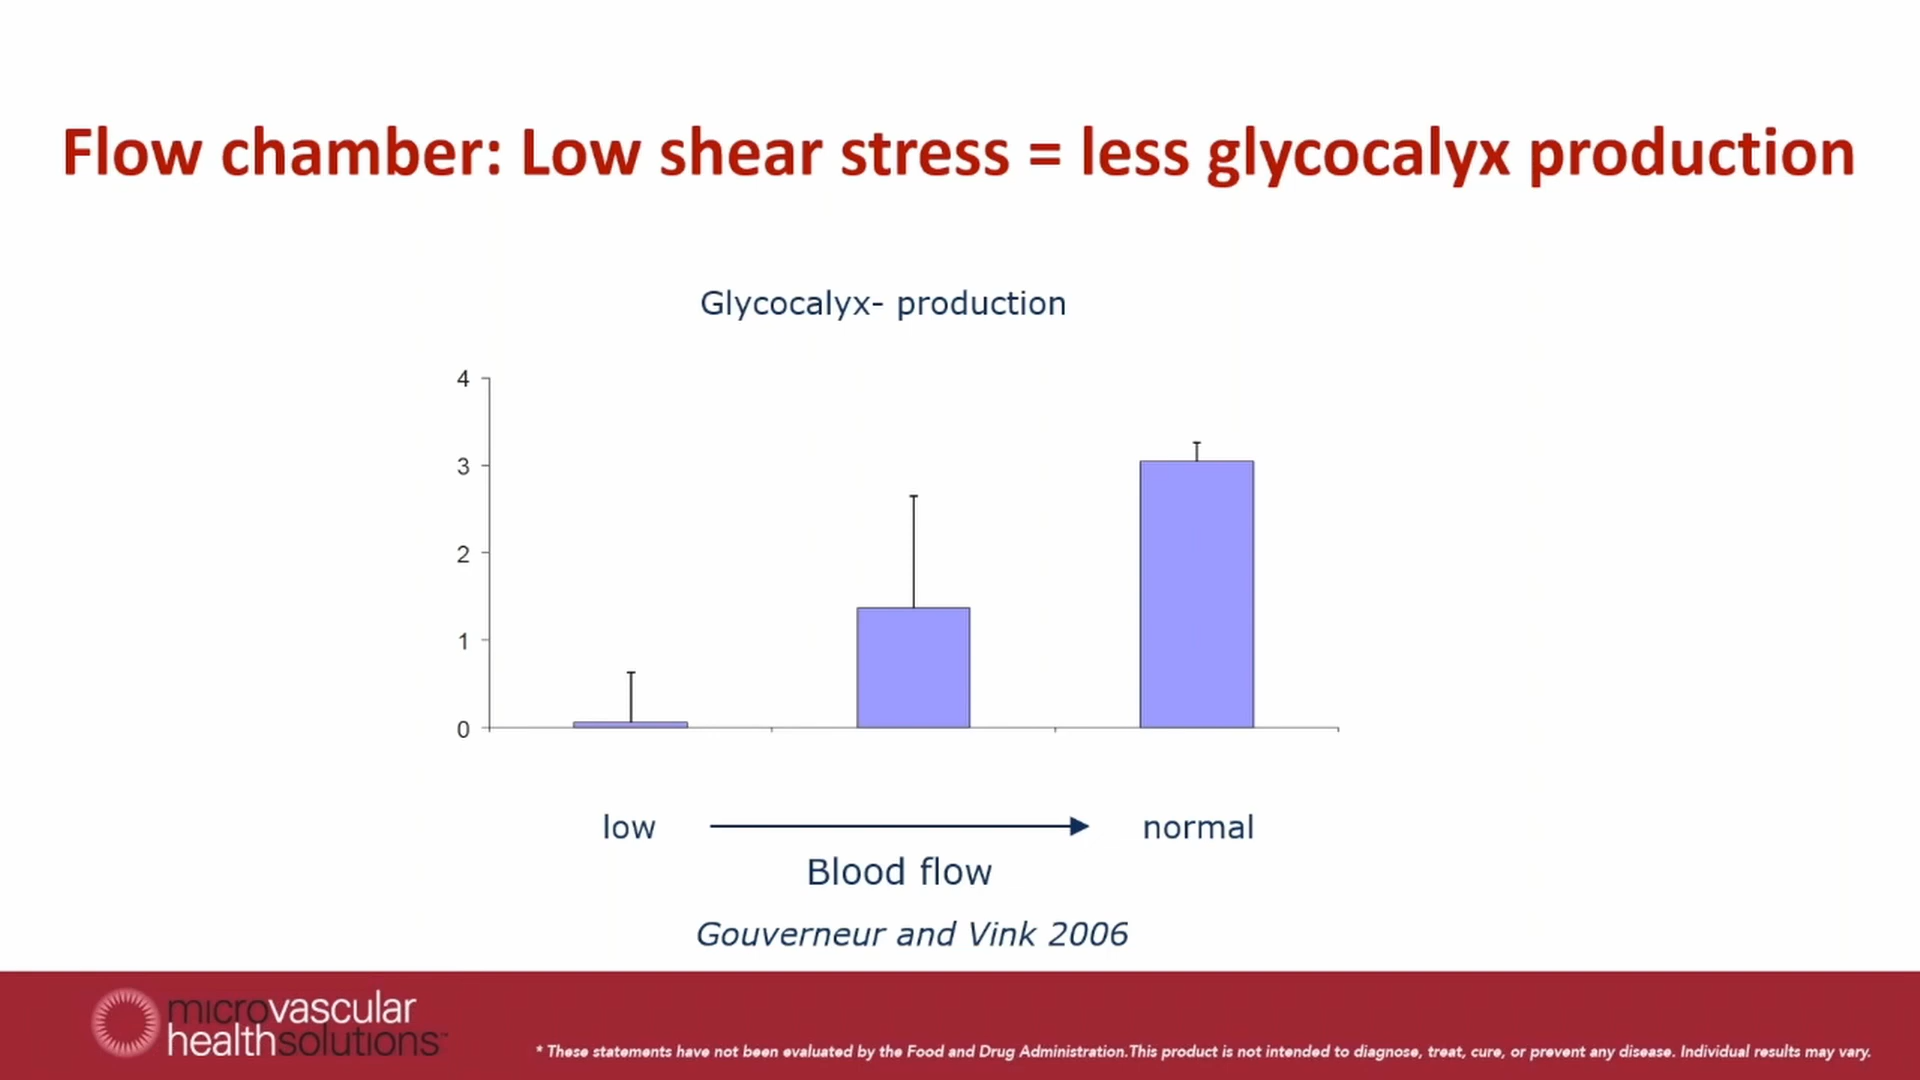 Flow chamber: Low shear stress = less glycocalyx production
Glycocalyx- production
4
3
2
1
0
low
normal
Blood flow
Gouverneur and Vink 2006
microvascular
healthsolutions™
* These statements have not been evaluated by the Food and Drug Administration.This product is not intended to diagnose, treat, cure, or prevent any disease. Individual results may vary.